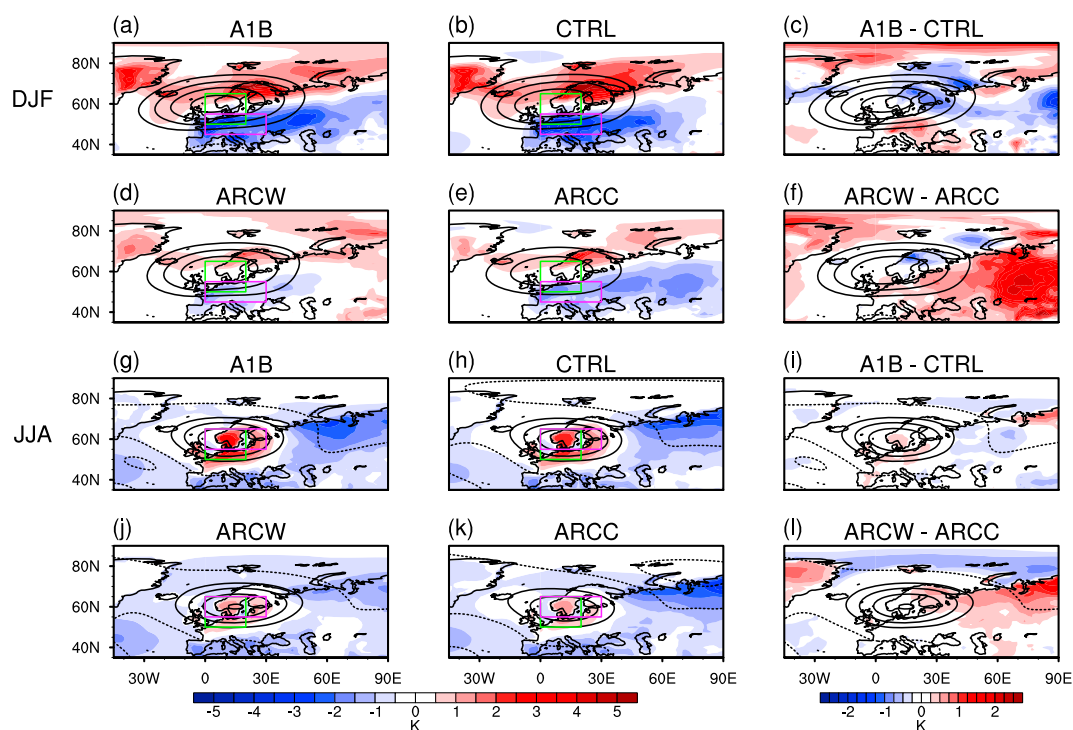 (a) A1B (b) CTRL (c) A1B - CTRL
DJF
80N
60N
40N
(d) ARCW (e) ARCC (f) ARCW - ARCC
80N
60N
40N
(g) A1B (h) CTRL (i) A1B - CTRL
JJA
80N
60N
40N
(j) ARCW (k) ARCC (l) ARCW - ARCC
80N
60N
40N
30W 0 30E 90E 30W 0 30E 90E 30W 0 30E 90E
-5 -4 -3 -2 -1 0 1 2 3 4 5 -2 -1 0 1 2
K K